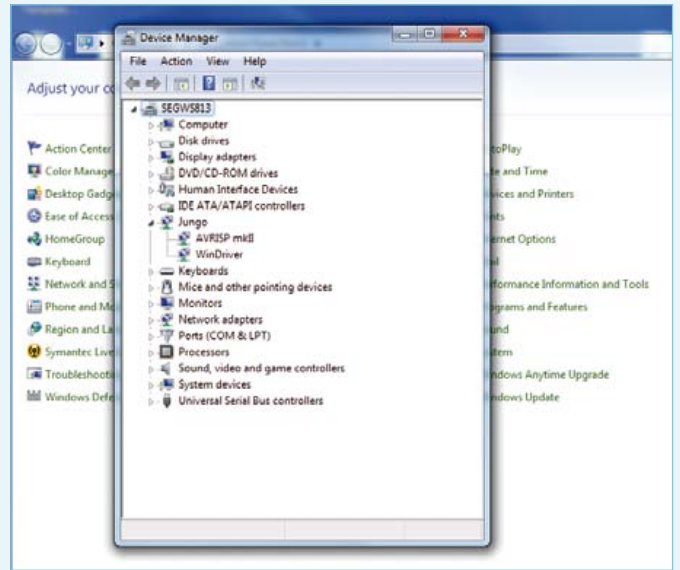 Device Manager
File Action View Help
Adjust your co
SEGWS813
Computer
Disk drives
Display adapters
DVD/CD-ROM drives
Human Interface Devices
IDE ATA/ATAPI controllers
Jungo
AVRISP mkII
WinDriver
Keyboards
Mice and other pointing devices
Monitors
Network adapters
Ports (COM & LPT)
Processors
Sound, video and game controllers
System devices
Universal Serial Bus controllers
Action Center
Color Manage
Desktop Gadg
Ease of Access
HomeGroup
Keyboard
Network and S
Phone and Mo
Region and La
Symantec Live
Troubleshooti
Windows Defe
toPlay
te and Time
vices and Printers
nts
ernet Options
il
rformance Information and Tools
ograms and Features
und
stem
ndows Anytime Upgrade
ndows Update